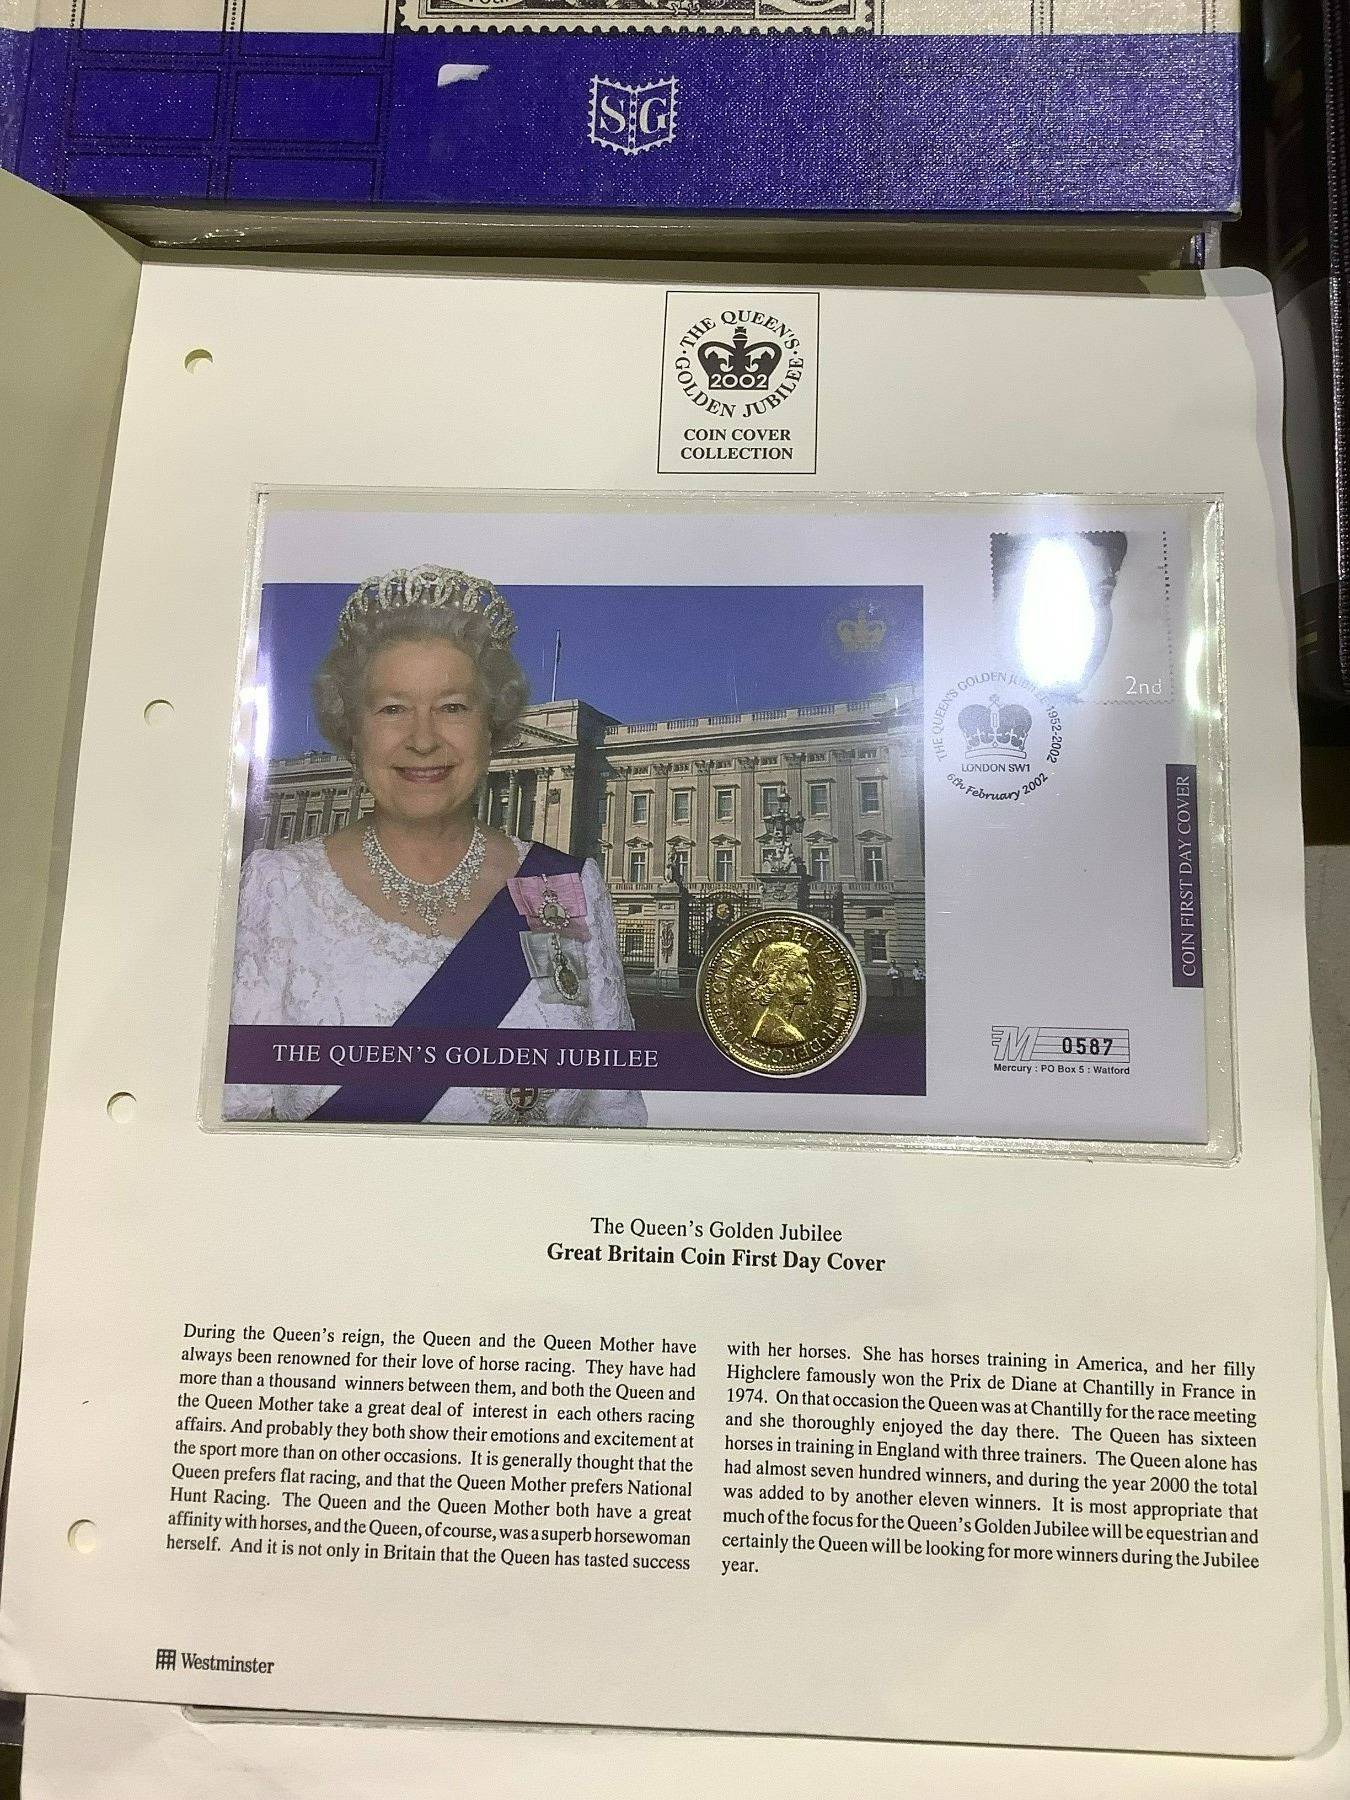 S G
· THE QUEEN'S ·
2002
GOLDEN JUBILEE
COIN COVER
COLLECTION
2nd
THE QUEEN'S GOLDEN JUBILEE 1952-2002
LONDON SW1
6th February 2002
COIN FIRST DAY COVER
THE QUEEN'S GOLDEN JUBILEE
M 0587
Mercury : PO Box 5 : Watford
The Queen's Golden Jubilee
Great Britain Coin First Day Cover
During the Queen's reign, the Queen and the Queen Mother have
always been renowned for their love of horse racing. They have had
more than a thousand winners between them, and both the Queen and
the Queen Mother take a great deal of interest in each others racing
affairs. And probably they both show their emotions and excitement at
the sport more than on other occasions. It is generally thought that the
Queen prefers flat racing, and that the Queen Mother prefers National
Hunt Racing. The Queen and the Queen Mother both have a great
affinity with horses, and the Queen, of course, was a superb horsewoman
herself. And it is not only in Britain that the Queen has tasted success
with her horses. She has horses training in America, and her filly
Highclere famously won the Prix de Diane at Chantilly in France in
1974. On that occasion the Queen was at Chantilly for the race meeting
and she thoroughly enjoyed the day there. The Queen has sixteen
horses in training in England with three trainers. The Queen alone has
had almost seven hundred winners, and during the year 2000 the total
was added to by another eleven winners. It is most appropriate that
much of the focus for the Queen's Golden Jubilee will be equestrian and
certainly the Queen will be looking for more winners during the Jubilee
year.
Westminster